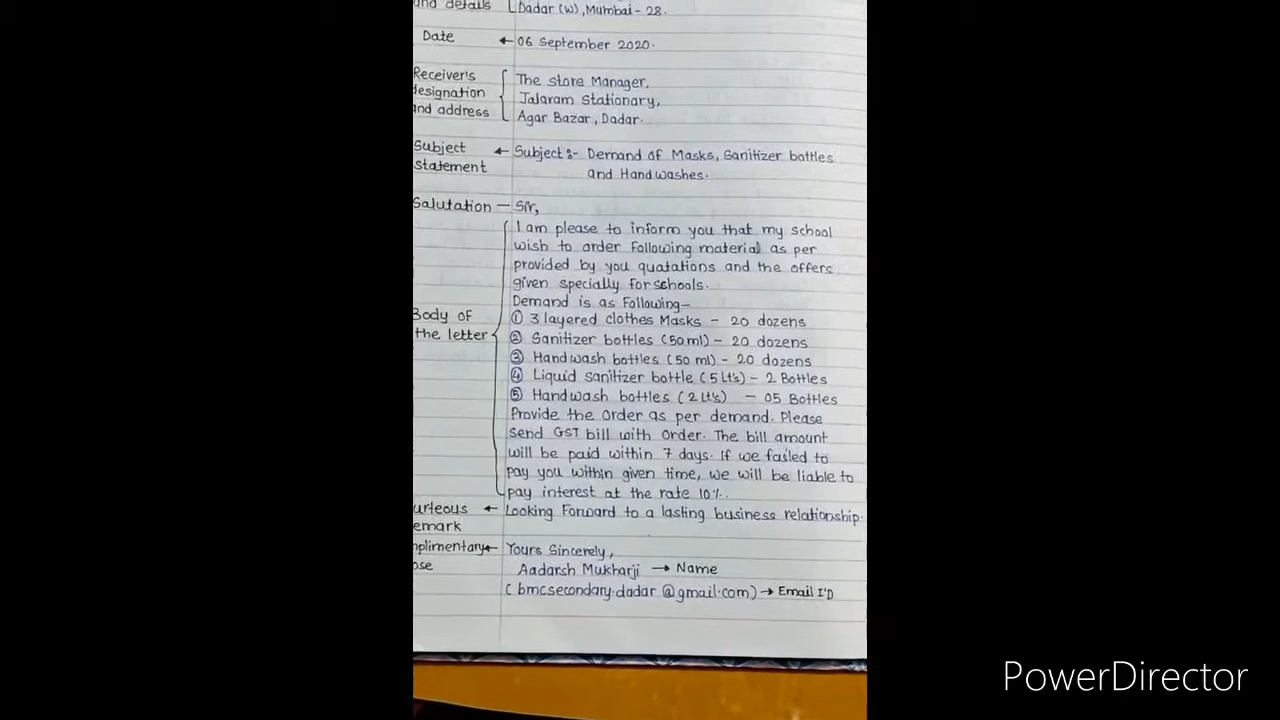 and details Dadar (W), Mumbai - 28.
Date ← 06 September 2020.
Receiver's The Store Manager,
designation Jalaram Stationary,
and address Agar Bazar, Dadar.
Subject ← Subject :- Demand of Masks, Sanitizer bottles
statement and Handwashes.
Salutation — Sir,
I am please to inform you that my school
wish to order following material as per
provided by you quatations and the offers
given specially for schools.
Demand is as Following—
① 3 layered clothes Masks - 20 dozens
② Sanitizer bottles (50 ml) - 20 dozens
③ Handwash bottles (50 ml) - 20 dozens
④ Liquid sanitizer bottle (5 Lt's) - 2 Bottles
⑤ Handwash bottles (2 Lt's) - 05 Bottles
Body of
the letter
Provide the order as per demand. Please
send GST bill with order. The bill amount
will be paid within 7 days. If we failed to
pay you within given time, we will be liable to
pay interest at the rate 10%.
urteous ← Looking Forward to a lasting business relationship.
emark
mplimentary ← Yours Sincerely,
ose Aadarsh Mukharji → Name
(bmcsecondary.dadar@gmail.com) → Email I'D
PowerDirector